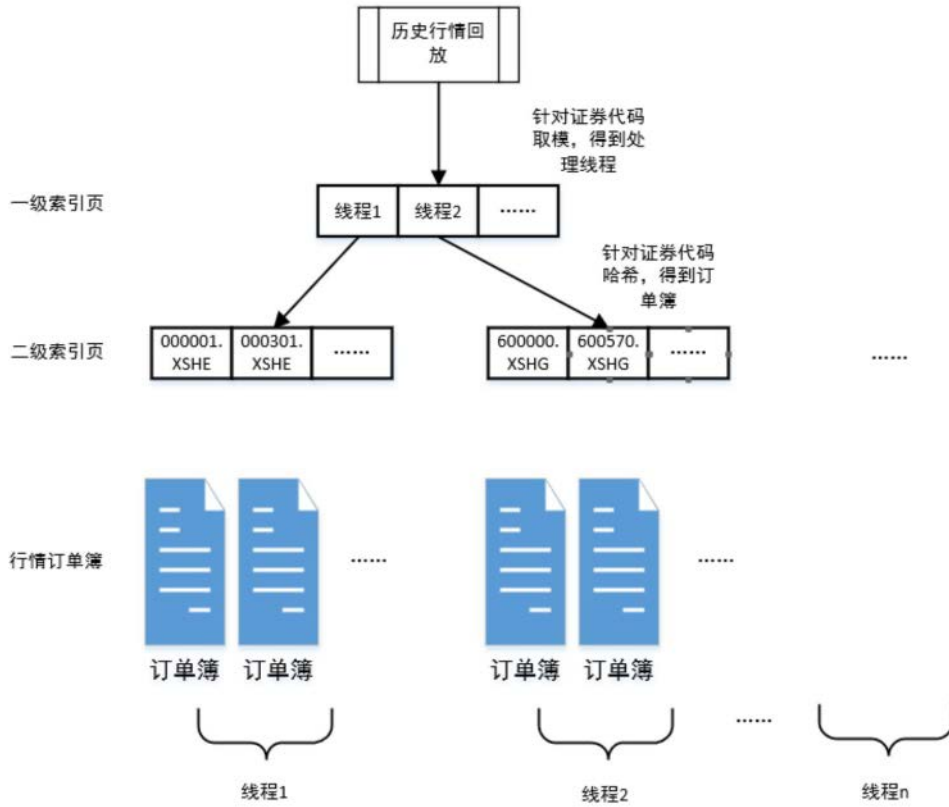 历史行情回
放
针对证券代码
取模，得到处
理线程
一级索引页
线程1
线程2
……
针对证券代码
哈希，得到订
单簿
二级索引页
000001.
XSHE
000301.
XSHE
……
600000.
XSHG
600570.
XSHG
……
……
行情订单簿
……
……
订单簿
订单簿
订单簿
订单簿
……
线程1
线程2
线程n